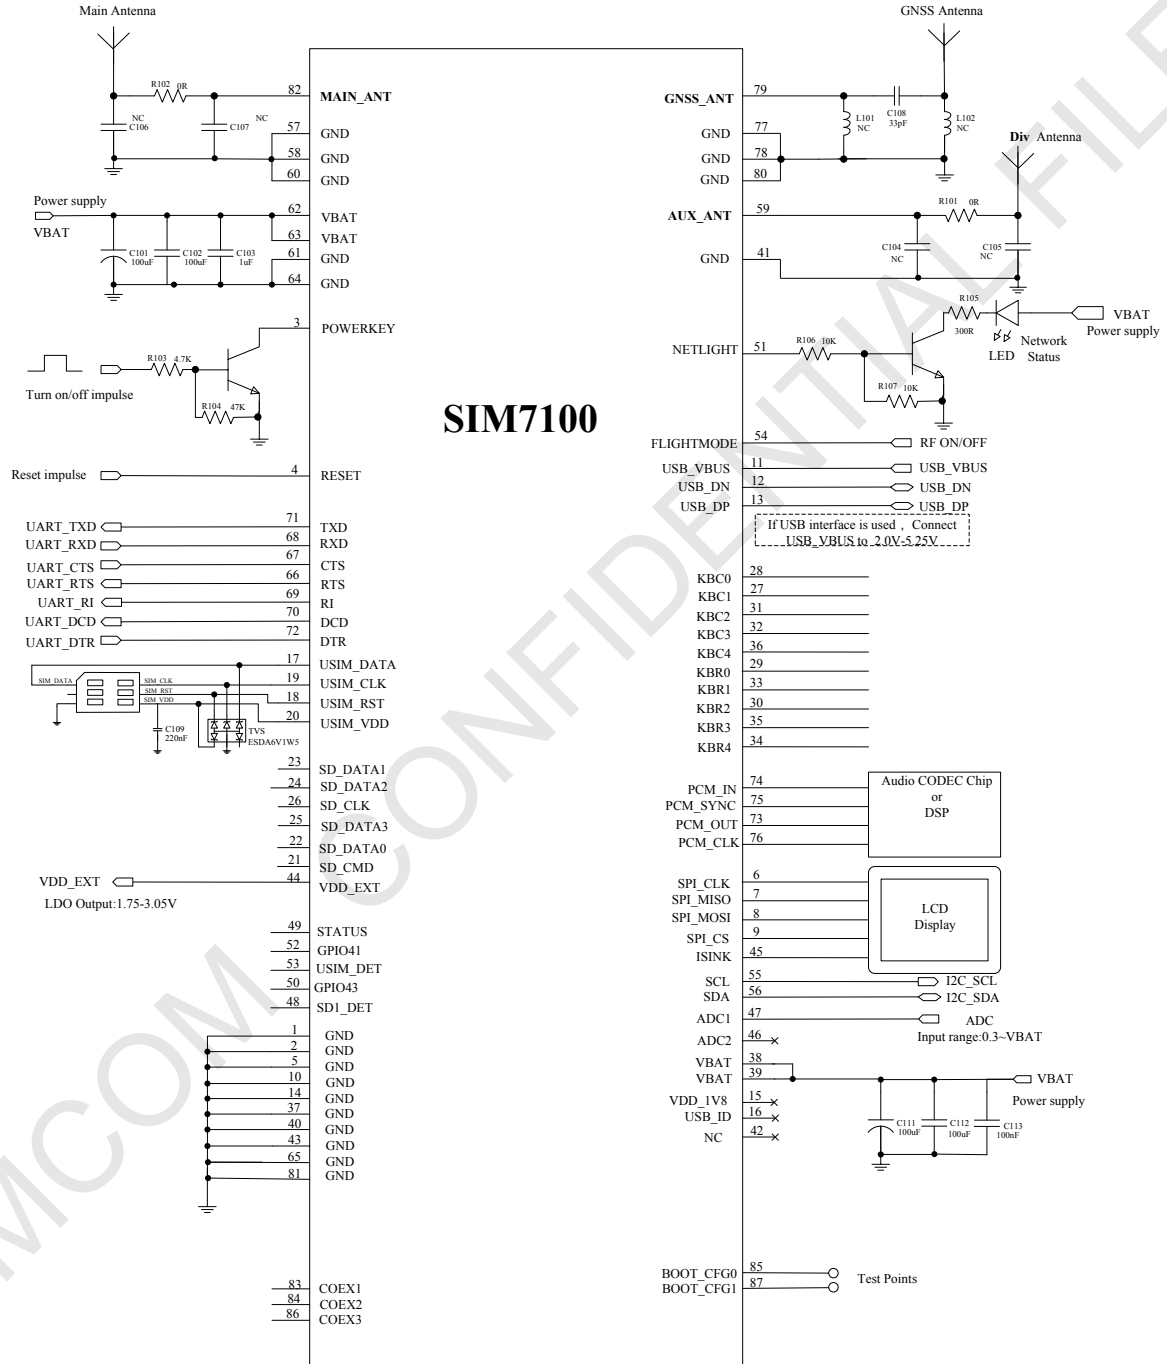 Main Antenna
GNSS Antenna
R102 0R
82 MAIN_ANT
NC
C106
NC
C107
57 GND
58 GND
60 GND
GNSS_ANT 79
L101
NC
C108
33pF
L102
NC
GND 77
GND 78
GND 80
Div Antenna
Power supply
VBAT
62 VBAT
63 VBAT
61 GND
64 GND
C101
100uF
C102
100uF
C103
1uF
AUX_ANT 59
R101 0R
C104
NC
C105
NC
GND 41
3 POWERKEY
R103 4.7K
R104 47K
Turn on/off impulse
R105
300R
VBAT
Power supply
NETLIGHT 51
R106 10K
R107 10K
LED
Network
Status
SIM7100
Reset impulse
4 RESET
FLIGHTMODE 54 RF ON/OFF
USB_VBUS 11 USB_VBUS
USB_DN 12 USB_DN
USB_DP 13 USB_DP
If USB interface is used , Connect
USB_VBUS to 2.0V-5.25V
UART_TXD 71 TXD
UART_RXD 68 RXD
UART_CTS 67 CTS
UART_RTS 66 RTS
UART_RI 69 RI
UART_DCD 70 DCD
UART_DTR 72 DTR
KBC0 28
KBC1 27
KBC2 31
KBC3 32
KBC4 36
KBR0 29
KBR1 33
KBR2 30
KBR3 35
KBR4 34
17 USIM_DATA
19 USIM_CLK
18 USIM_RST
20 USIM_VDD
SIM_DATA
SIM_CLK
SIM_RST
SIM_VDD
C109
220nF
TVS
ESDA6V1W5
23 SD_DATA1
24 SD_DATA2
26 SD_CLK
25 SD_DATA3
22 SD_DATA0
21 SD_CMD
VDD_EXT 44 VDD_EXT
LDO Output:1.75-3.05V
PCM_IN 74
PCM_SYNC 75
PCM_OUT 73
PCM_CLK 76
Audio CODEC Chip
or
DSP
SPI_CLK 6
SPI_MISO 7
SPI_MOSI 8
SPI_CS 9
ISINK 45
LCD
Display
49 STATUS
52 GPIO41
53 USIM_DET
50 GPIO43
48 SD1_DET
SCL 55 I2C_SCL
SDA 56 I2C_SDA
ADC1 47 ADC
Input range:0.3~VBAT
ADC2 46
VBAT 38
VBAT 39 VBAT
Power supply
VDD_1V8 15
USB_ID 16
NC 42
C111
100uF
C112
100uF
C113
100nF
1 GND
2 GND
5 GND
10 GND
14 GND
37 GND
40 GND
43 GND
65 GND
81 GND
83 COEX1
84 COEX2
86 COEX3
BOOT_CFG0 85
BOOT_CFG1 87
Test Points
MCOM CONFIDENTIAL FILE